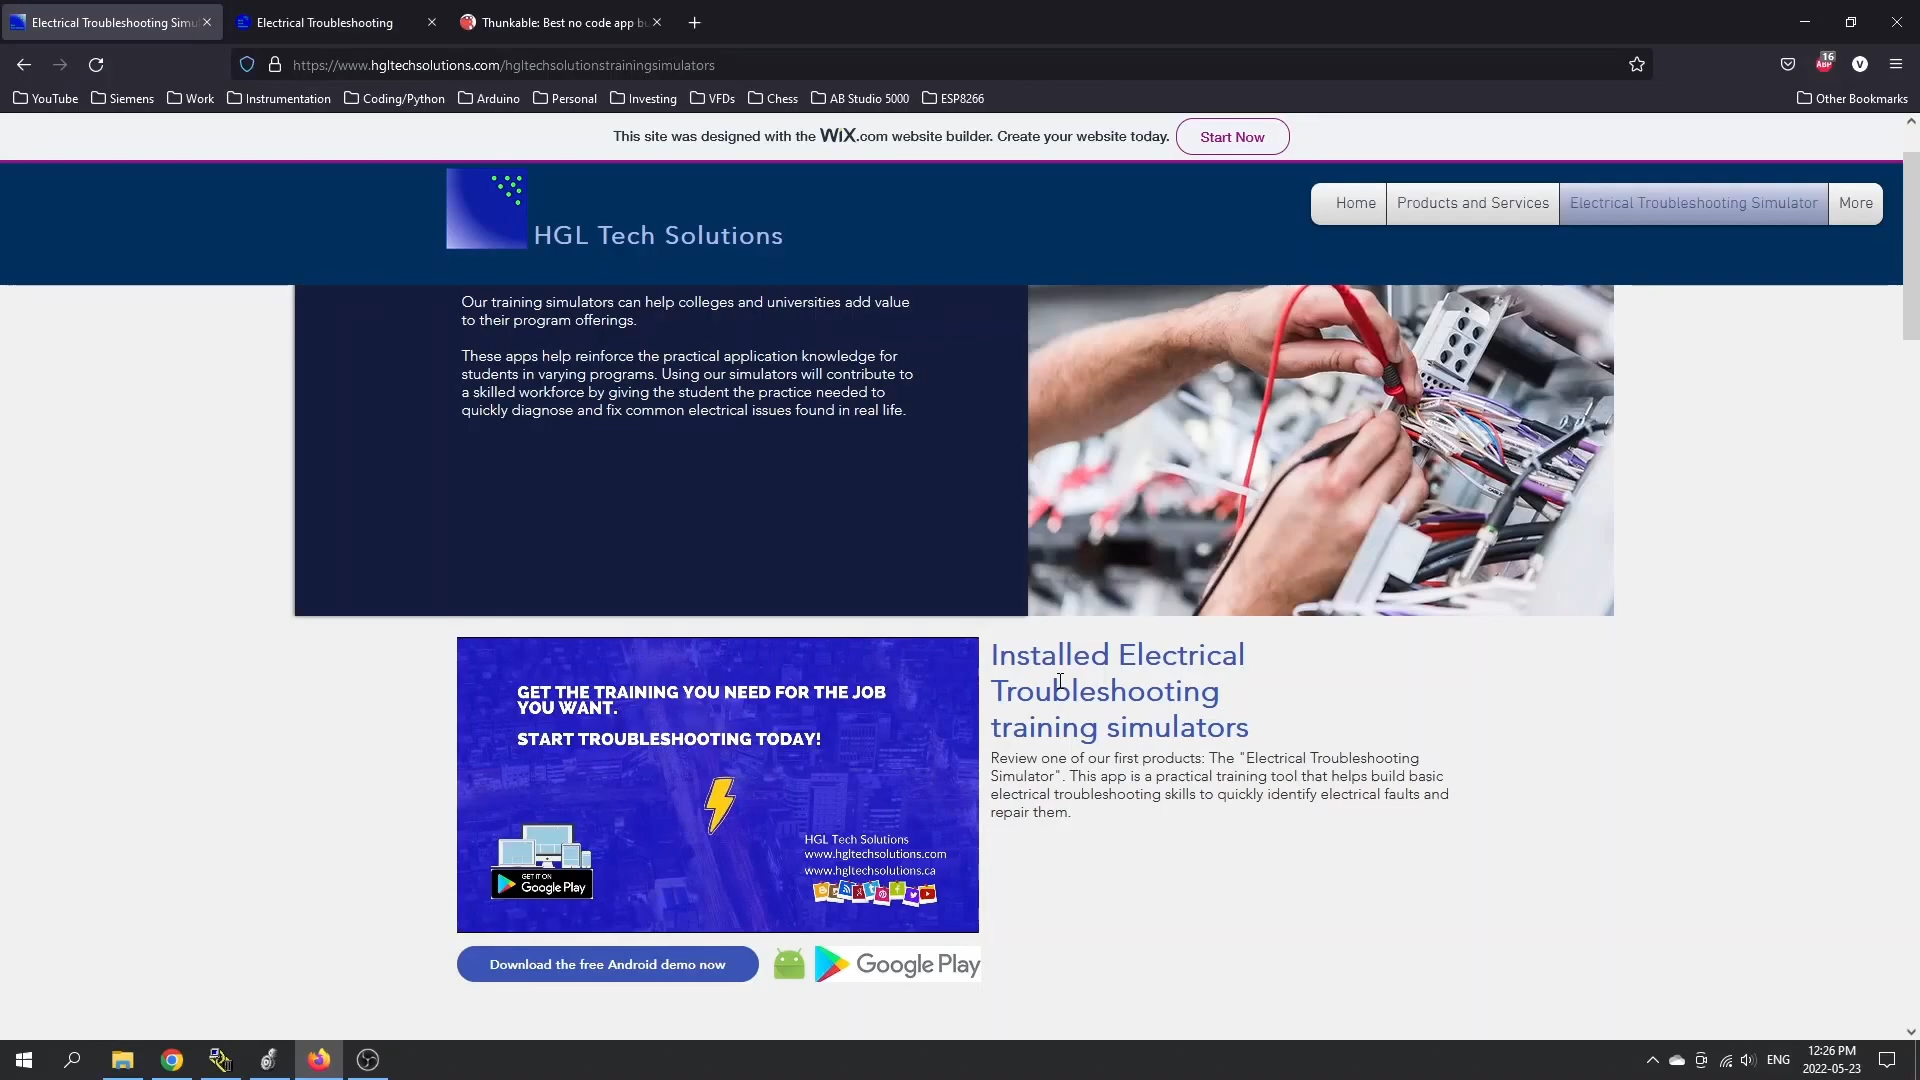 Electrical Troubleshooting Simu
Electrical Troubleshooting
Thunkable: Best no code app bu
https://www.hgltechsolutions.com/hgltechsolutionstrainingsimulators
16
ABP
V
YouTube
Siemens
Work
Instrumentation
Coding/Python
Arduino
Personal
Investing
VFDs
Chess
AB Studio 5000
ESP8266
Other Bookmarks
This site was designed with the WiX.com website builder. Create your website today.
Start Now
HGL Tech Solutions
Home
Products and Services
Electrical Troubleshooting Simulator
More
Our training simulators can help colleges and universities add value
to their program offerings.
These apps help reinforce the practical application knowledge for
students in varying programs. Using our simulators will contribute to
a skilled workforce by giving the student the practice needed to
quickly diagnose and fix common electrical issues found in real life.
GET THE TRAINING YOU NEED FOR THE JOB
YOU WANT.
START TROUBLESHOOTING TODAY!
GET IT ON
Google Play
HGL Tech Solutions
www.hgltechsolutions.com
www.hgltechsolutions.ca
Installed Electrical
Troubleshooting
training simulators
Review one of our first products: The "Electrical Troubleshooting
Simulator". This app is a practical training tool that helps build basic
electrical troubleshooting skills to quickly identify electrical faults and
repair them.
Download the free Android demo now
Google Play
ENG
12:26 PM
2022-05-23